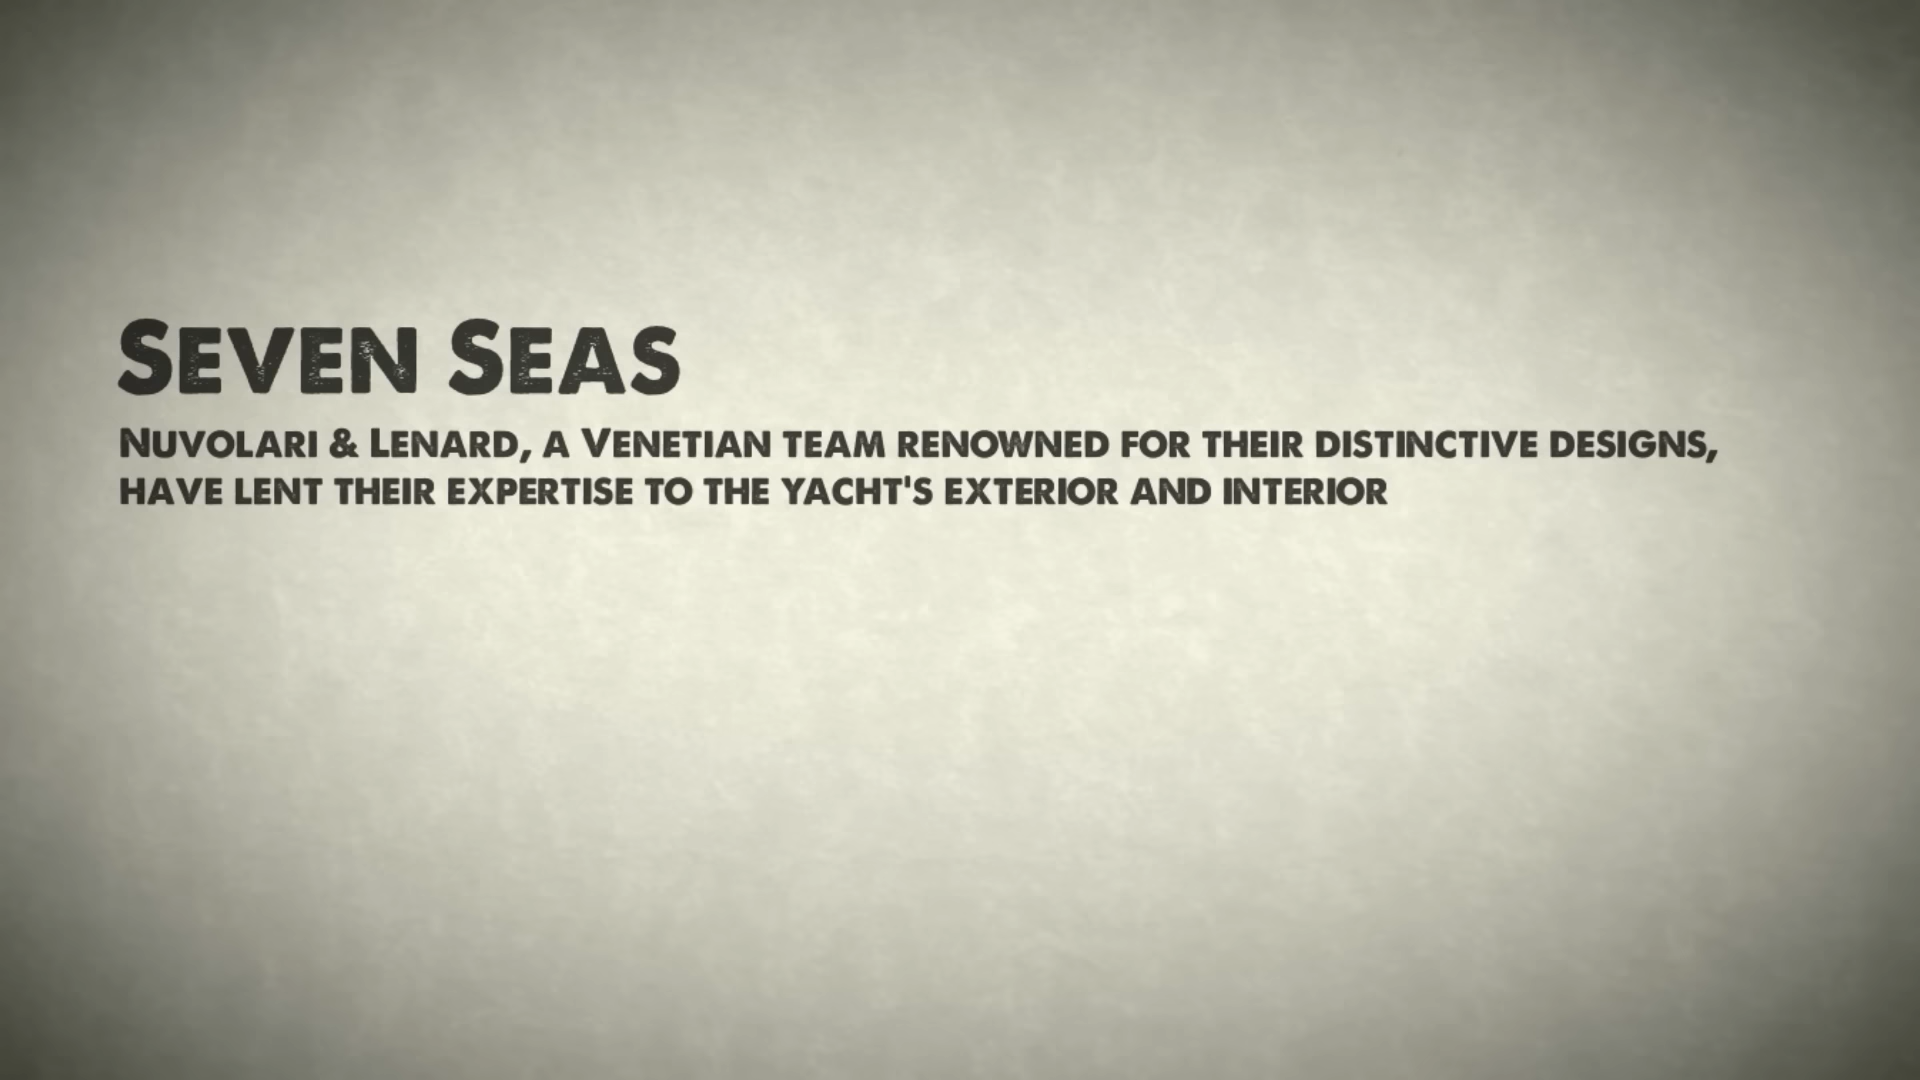 Seven Seas
Nuvolari & Lenard, a Venetian team renowned for their distinctive designs,
have lent their expertise to the yacht's exterior and interior